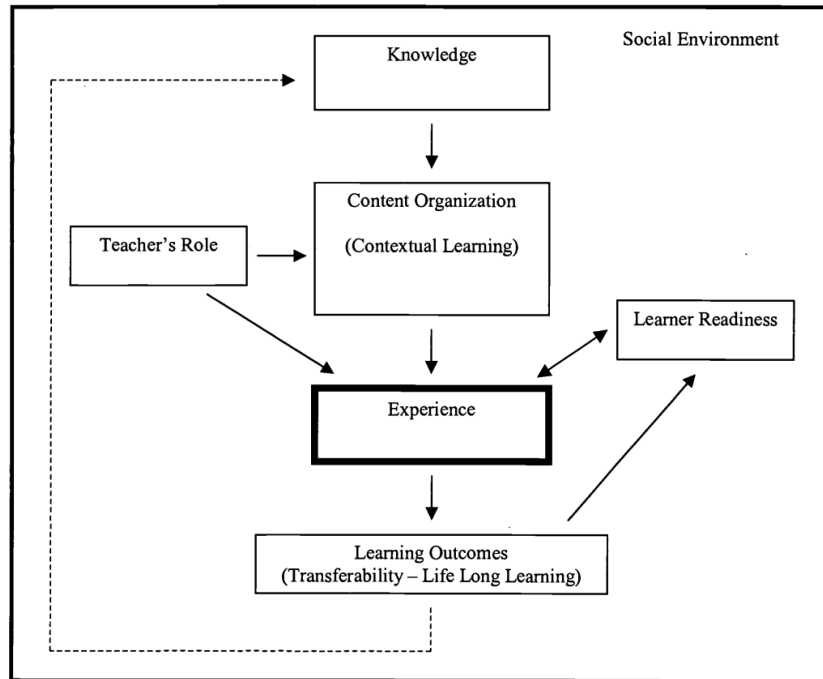 Social Environment
Knowledge
Content Organization
(Contextual Learning)
Teacher’s Role
Learner Readiness
Experience
Learning Outcomes
(Transferability – Life Long Learning)